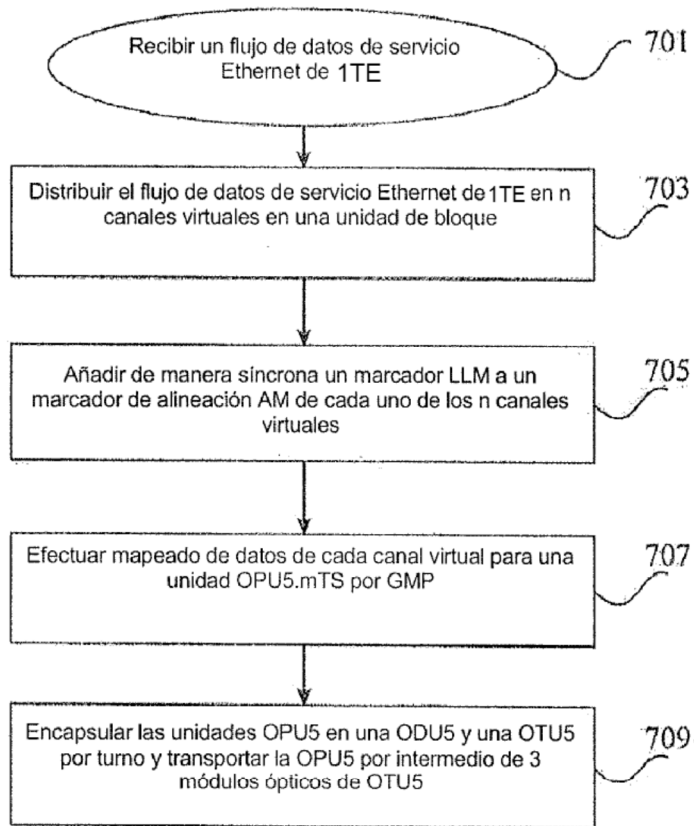 Recibir un flujo de datos de servicio
Ethernet de 1TE
701
Distribuir el flujo de datos de servicio Ethernet de 1TE en n
canales virtuales en una unidad de bloque
703
Añadir de manera síncrona un marcador LLM a un
marcador de alineación AM de cada uno de los n canales
virtuales
705
Efectuar mapeado de datos de cada canal virtual para una
unidad OPU5.mTS por GMP
707
Encapsular las unidades OPU5 en una ODU5 y una OTU5
por turno y transportar la OPU5 por intermedio de 3
módulos ópticos de OTU5
709